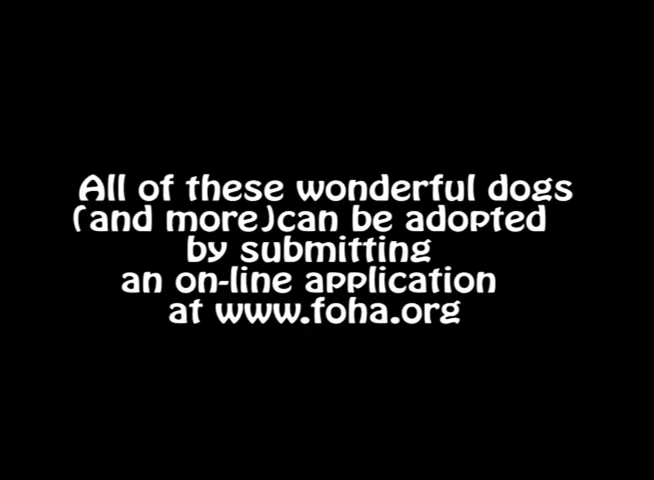 All of these wonderful dogs
(and more)can be adopted
by submitting
an on-line application
at www.foha.org